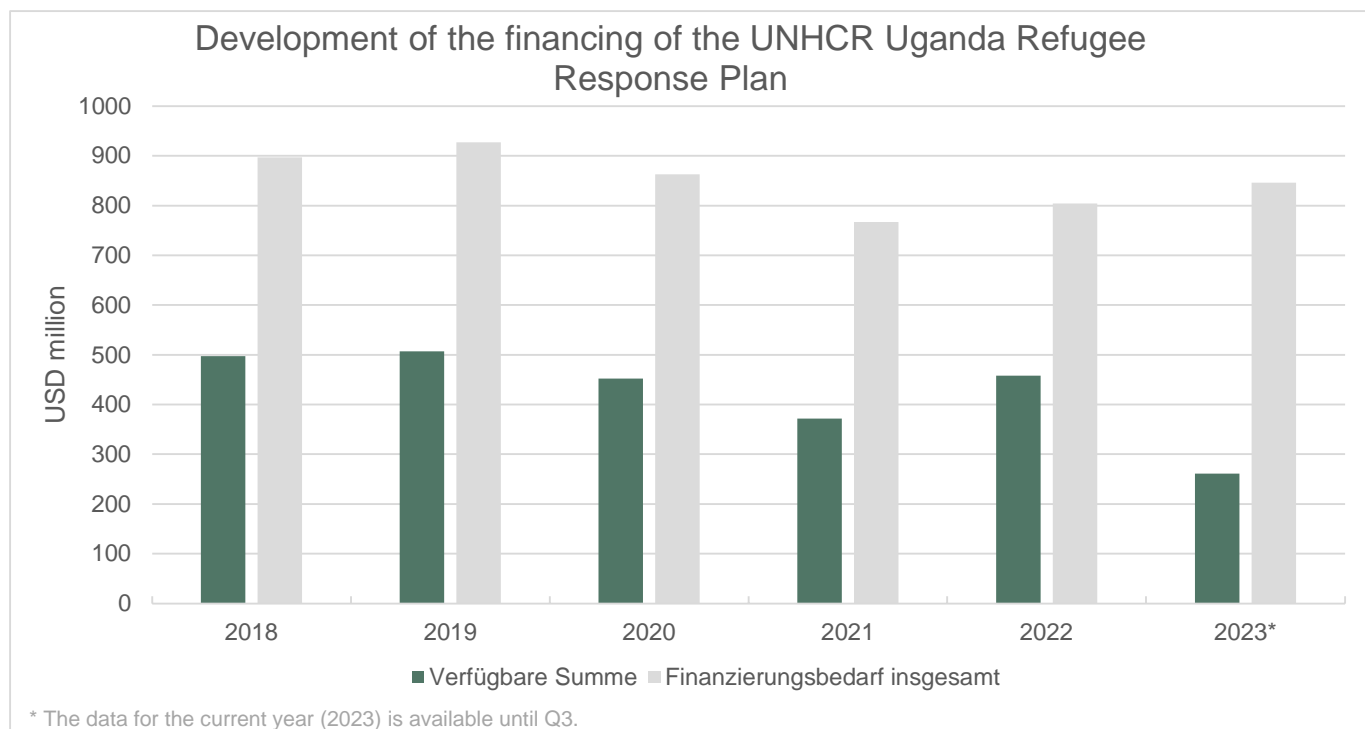 Development of the financing of the UNHCR Uganda Refugee
Response Plan
USD million
1000
900
800
700
600
500
400
300
200
100
0
2018 2019 2020 2021 2022 2023*
Verfügbare Summe Finanzierungsbedarf insgesamt
* The data for the current year (2023) is available until Q3.